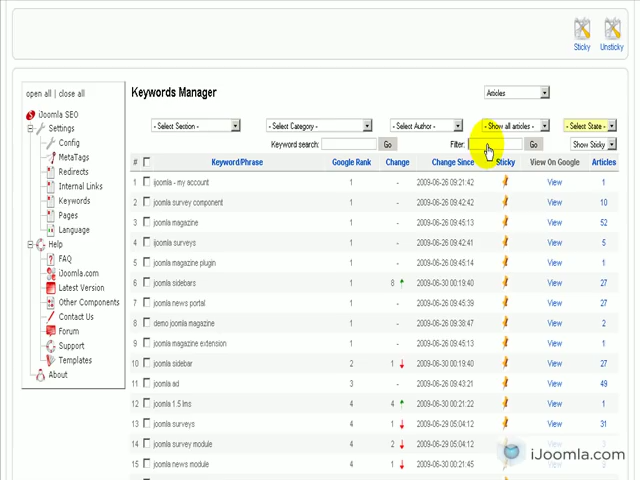 Sticky Unsticky
open all | close all
iJoomla SEO
Settings
Config
MetaTags
Redirects
Internal Links
Keywords
Pages
Language
Help
FAQ
iJoomla.com
Latest Version
Other Components
Contact Us
Forum
Support
Templates
About
Keywords Manager Articles
- Select Section - - Select Category - - Select Author - - Show all articles - - Select State -
Keyword search: Go Filter: Go Show Sticky
# Keyword/Phrase Google Rank Change Change Since Sticky View On Google Articles
1 ijoomla - my account 1 - 2009-06-26 09:21:42 View 1
2 joomla survey component 1 - 2009-06-26 09:42:41 View 10
3 joomla magazine 1 - 2009-06-26 09:45:13 View 52
4 ijoomla surveys 1 - 2009-06-26 09:42:41 View 5
5 joomla magazine plugin 1 - 2009-06-26 09:45:14 View 1
6 joomla sidebars 1 8 2009-06-30 00:19:40 View 27
7 joomla news portal 1 - 2009-06-26 09:45:39 View 27
8 demo joomla magazine 1 - 2009-06-26 09:38:47 View 2
9 joomla magazine extension 1 - 2009-06-26 09:45:13 View 1
10 joomla sidebar 2 1 2009-06-30 00:19:40 View 27
11 joomla ad 3 - 2009-06-26 09:43:21 View 49
12 joomla 1.5 lms 4 4 2009-06-30 00:21:22 View 1
13 joomla surveys 4 1 2009-06-29 05:04:12 View 31
14 joomla survey module 4 2 2009-06-29 05:04:12
15 joomla news module 4 1 2009-06-30 00:21:45
iJoomla.com